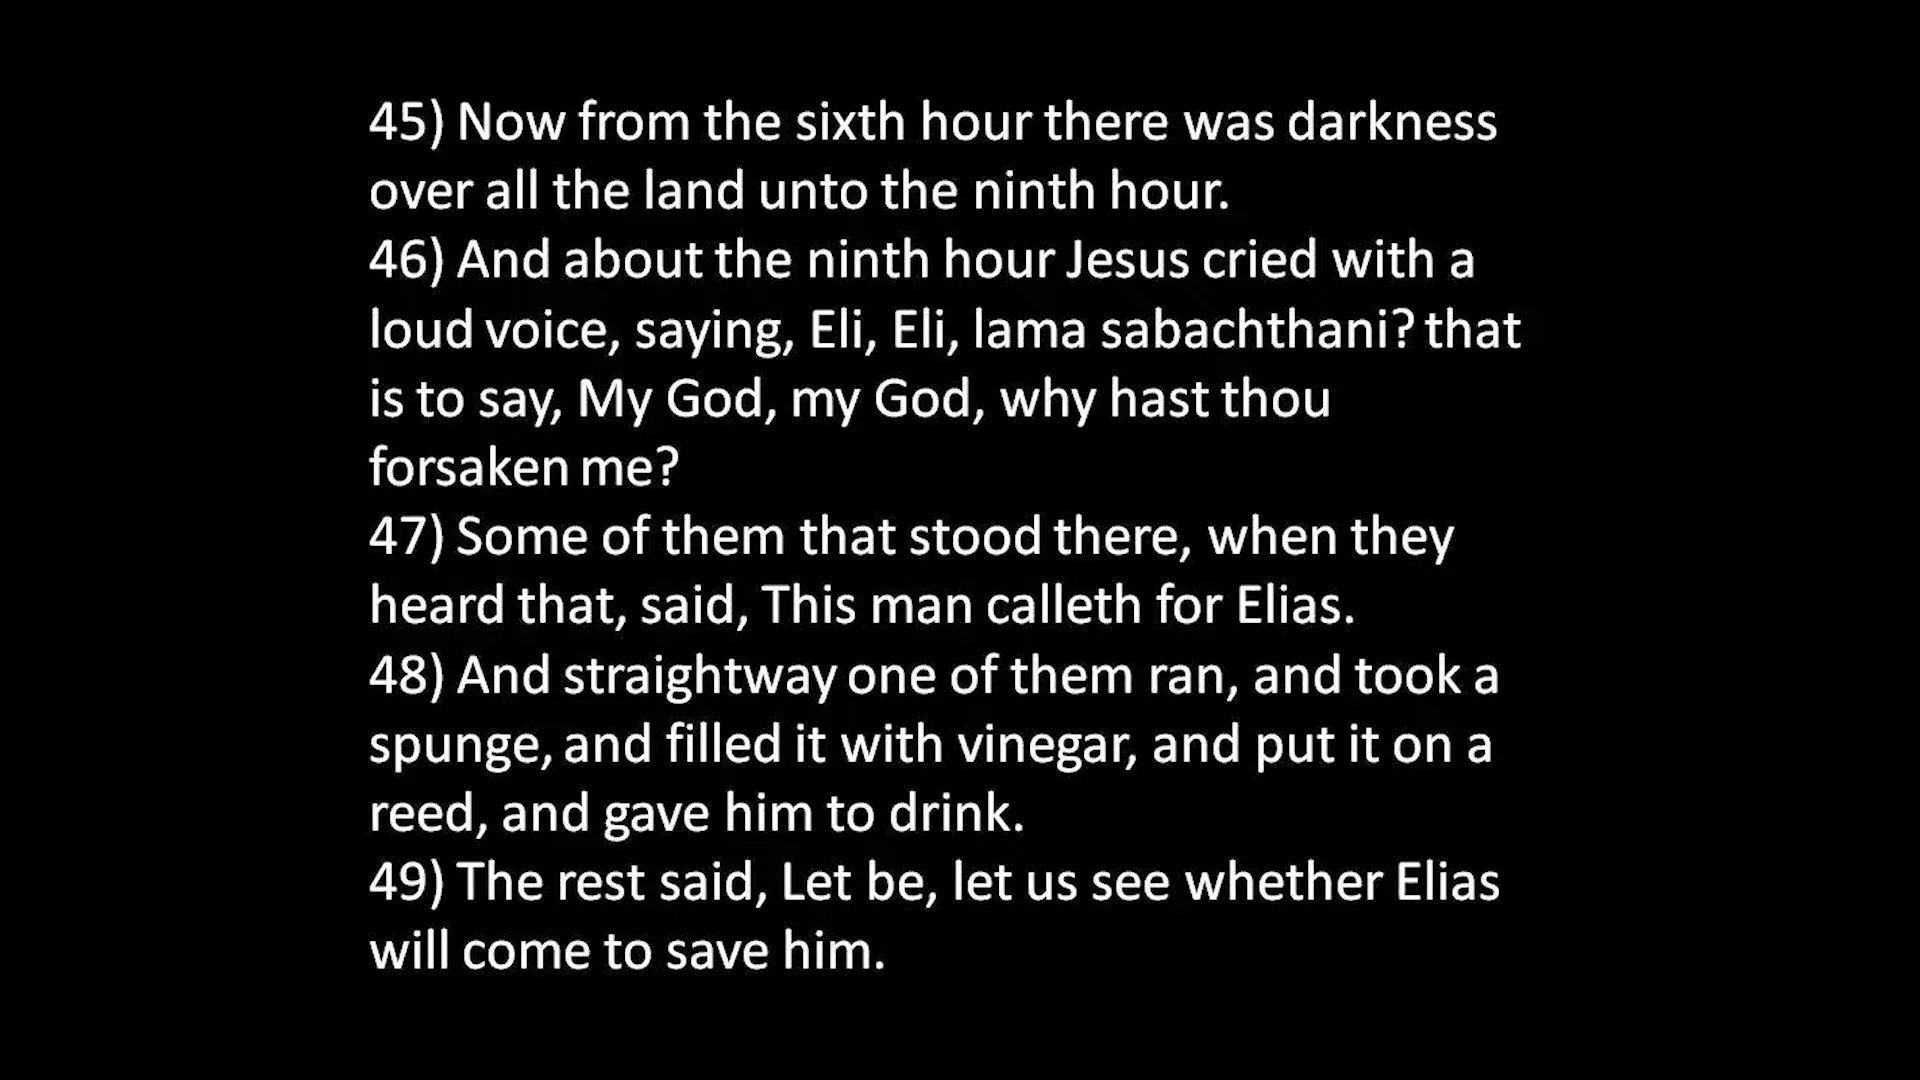 45) Now from the sixth hour there was darkness
over all the land unto the ninth hour.
46) And about the ninth hour Jesus cried with a
loud voice, saying, Eli, Eli, lama sabachthani? that
is to say, My God, my God, why hast thou
forsaken me?
47) Some of them that stood there, when they
heard that, said, This man calleth for Elias.
48) And straightway one of them ran, and took a
spunge, and filled it with vinegar, and put it on a
reed, and gave him to drink.
49) The rest said, Let be, let us see whether Elias
will come to save him.